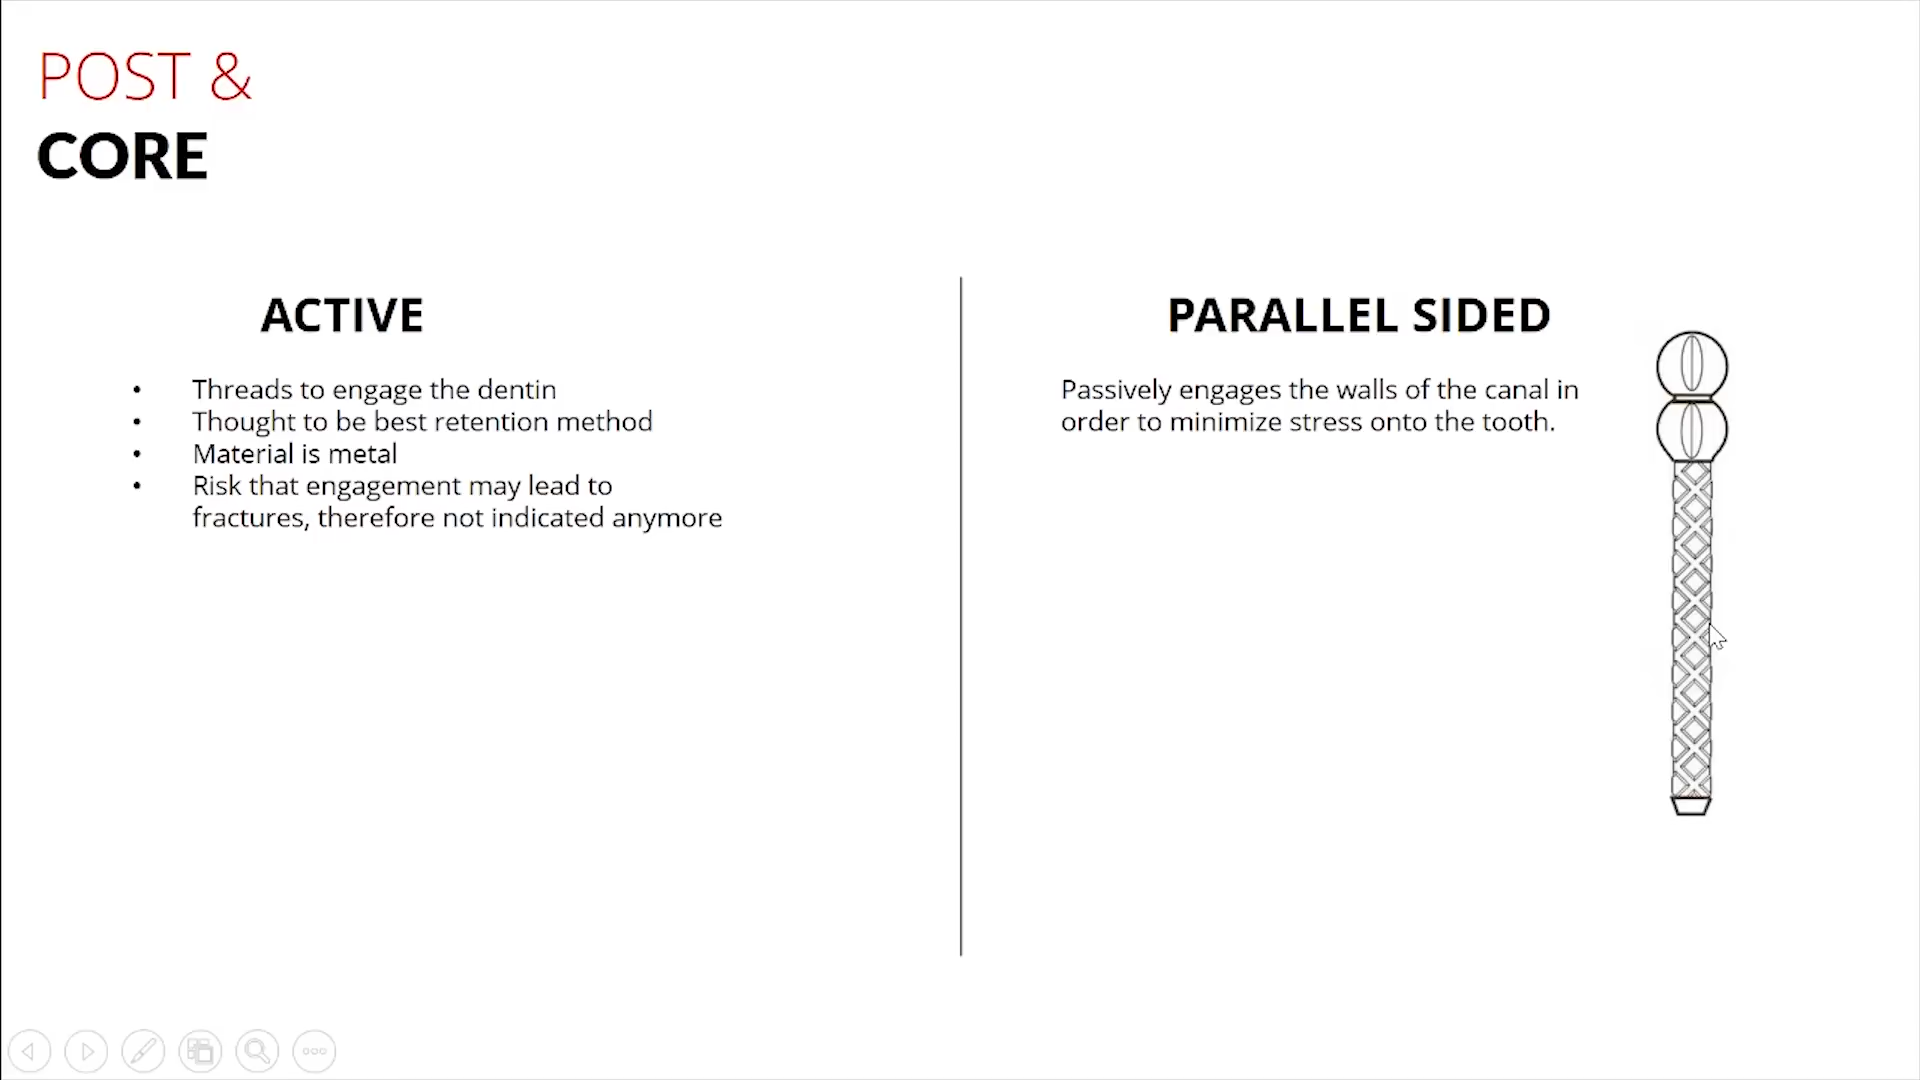 POST &
CORE
ACTIVE
• Threads to engage the dentin
• Thought to be best retention method
• Material is metal
• Risk that engagement may lead to
fractures, therefore not indicated anymore
PARALLEL SIDED
Passively engages the walls of the canal in
order to minimize stress onto the tooth.